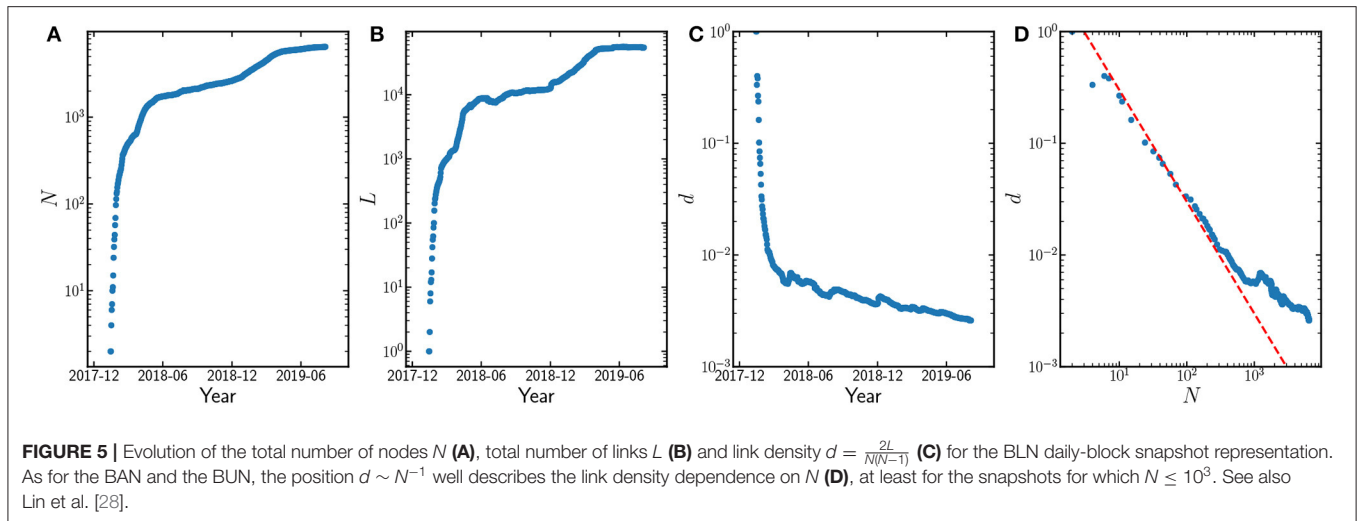 A
B
C
D
10^3
10^2
10^1
N
2017-12 2018-06 2018-12 2019-06
Year
10^4
10^3
10^2
10^1
10^0
L
2017-12 2018-06 2018-12 2019-06
Year
10^0
10^-1
10^-2
10^-3
d
2017-12 2018-06 2018-12 2019-06
Year
10^0
10^-1
10^-2
10^-3
d
10^1 10^2 10^3
N
FIGURE 5 | Evolution of the total number of nodes N (A), total number of links L (B) and link density d = 2L/N(N−1) (C) for the BLN daily-block snapshot representation.
As for the BAN and the BUN, the position d ∼ N^−1 well describes the link density dependence on N (D), at least for the snapshots for which N ≤ 10^3. See also
Lin et al. [28].